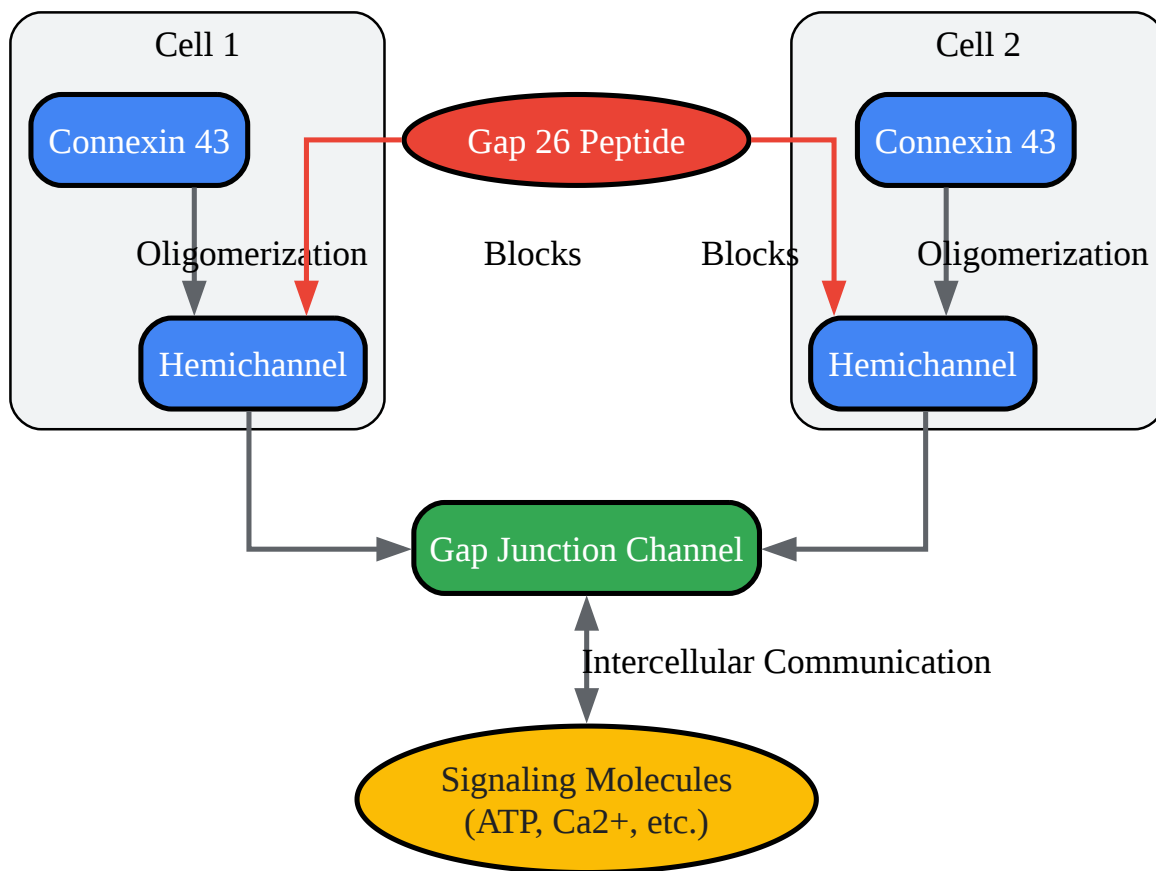 Cell 1
Cell 2
Connexin 43
Gap 26 Peptide
Connexin 43
Oligomerization
Blocks
Blocks
Oligomerization
Hemichannel
Hemichannel
Gap Junction Channel
Intercellular Communication
Signaling Molecules
(ATP, Ca2+, etc.)